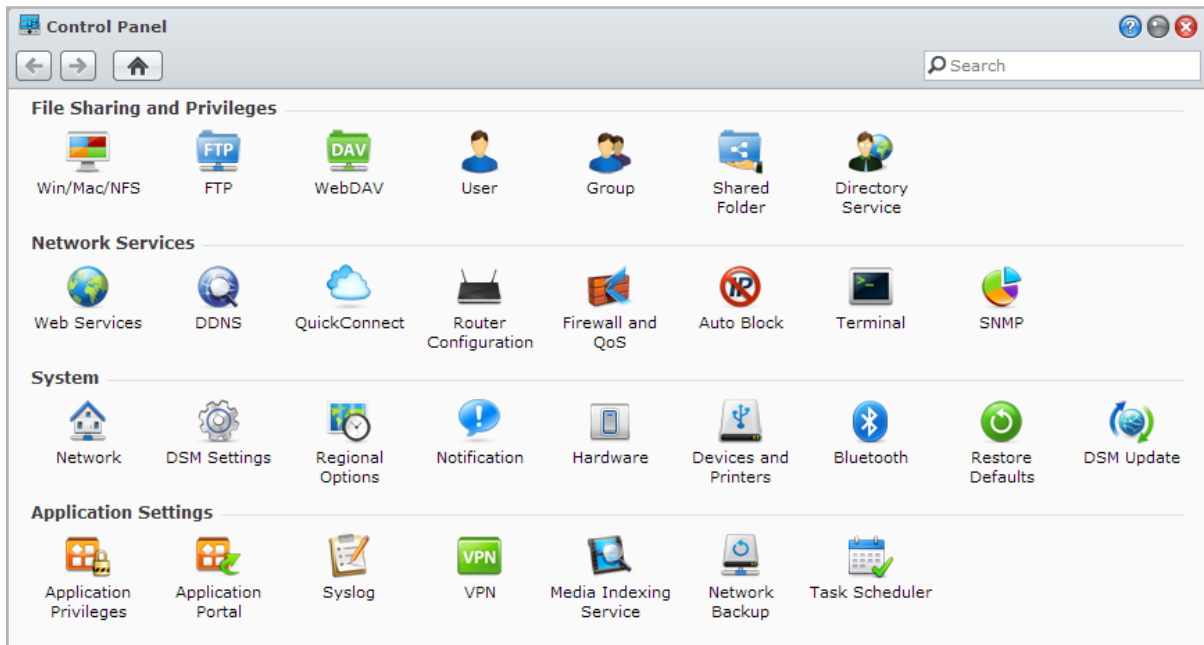 Control Panel
Search
File Sharing and Privileges
FTP
DAV
Win/Mac/NFS
FTP
WebDAV
User
Group
Shared
Folder
Directory
Service
Network Services
IP
Web Services
DDNS
QuickConnect
Router
Configuration
Firewall and
QoS
Auto Block
Terminal
SNMP
System
Network
DSM Settings
Regional
Options
Notification
Hardware
Devices and
Printers
Bluetooth
Restore
Defaults
DSM Update
Application Settings
VPN
Application
Privileges
Application
Portal
Syslog
VPN
Media Indexing
Service
Network
Backup
Task Scheduler